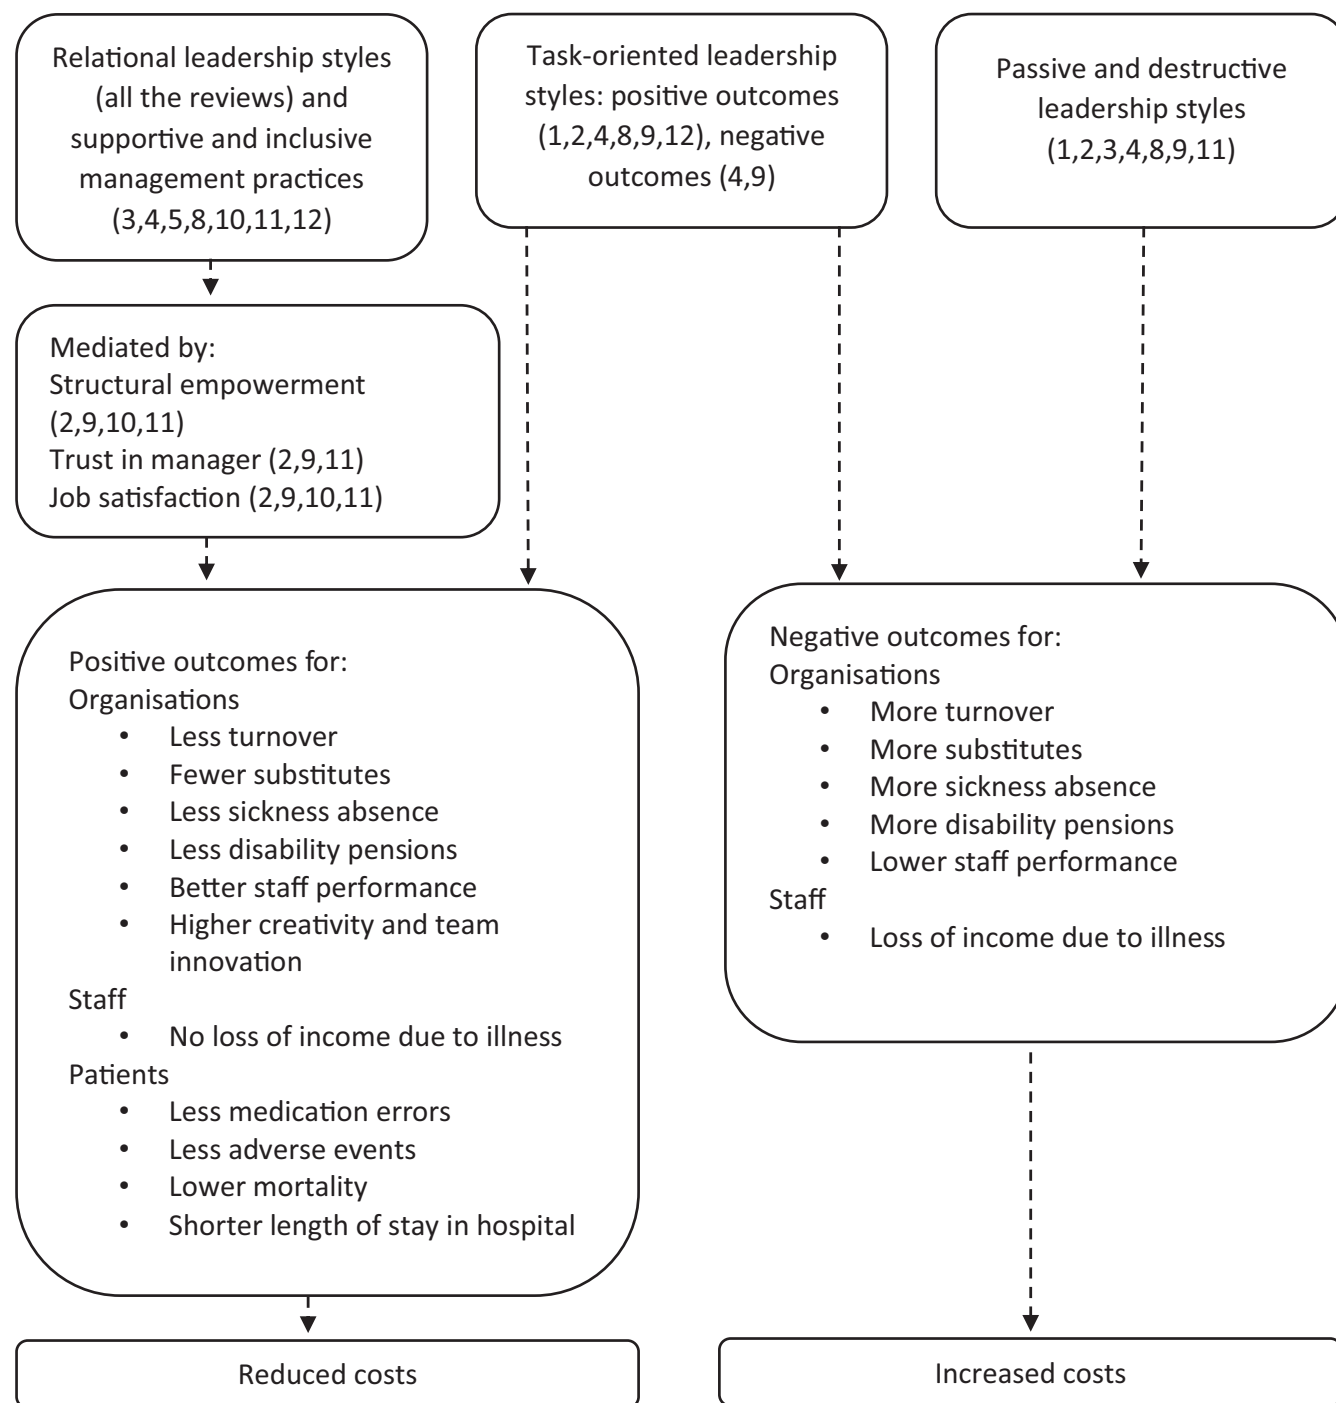 Relational leadership styles
(all the reviews) and
supportive and inclusive
management practices
(3,4,5,8,10,11,12)
Task-oriented leadership
styles: positive outcomes
(1,2,4,8,9,12), negative
outcomes (4,9)
Passive and destructive
leadership styles
(1,2,3,4,8,9,11)
Mediated by:
Structural empowerment
(2,9,10,11)
Trust in manager (2,9,11)
Job satisfaction (2,9,10,11)
Positive outcomes for:
Organisations
• Less turnover
• Fewer substitutes
• Less sickness absence
• Less disability pensions
• Better staff performance
• Higher creativity and team
innovation
Staff
• No loss of income due to illness
Patients
• Less medication errors
• Less adverse events
• Lower mortality
• Shorter length of stay in hospital
Negative outcomes for:
Organisations
• More turnover
• More substitutes
• More sickness absence
• More disability pensions
• Lower staff performance
Staff
• Loss of income due to illness
Reduced costs
Increased costs